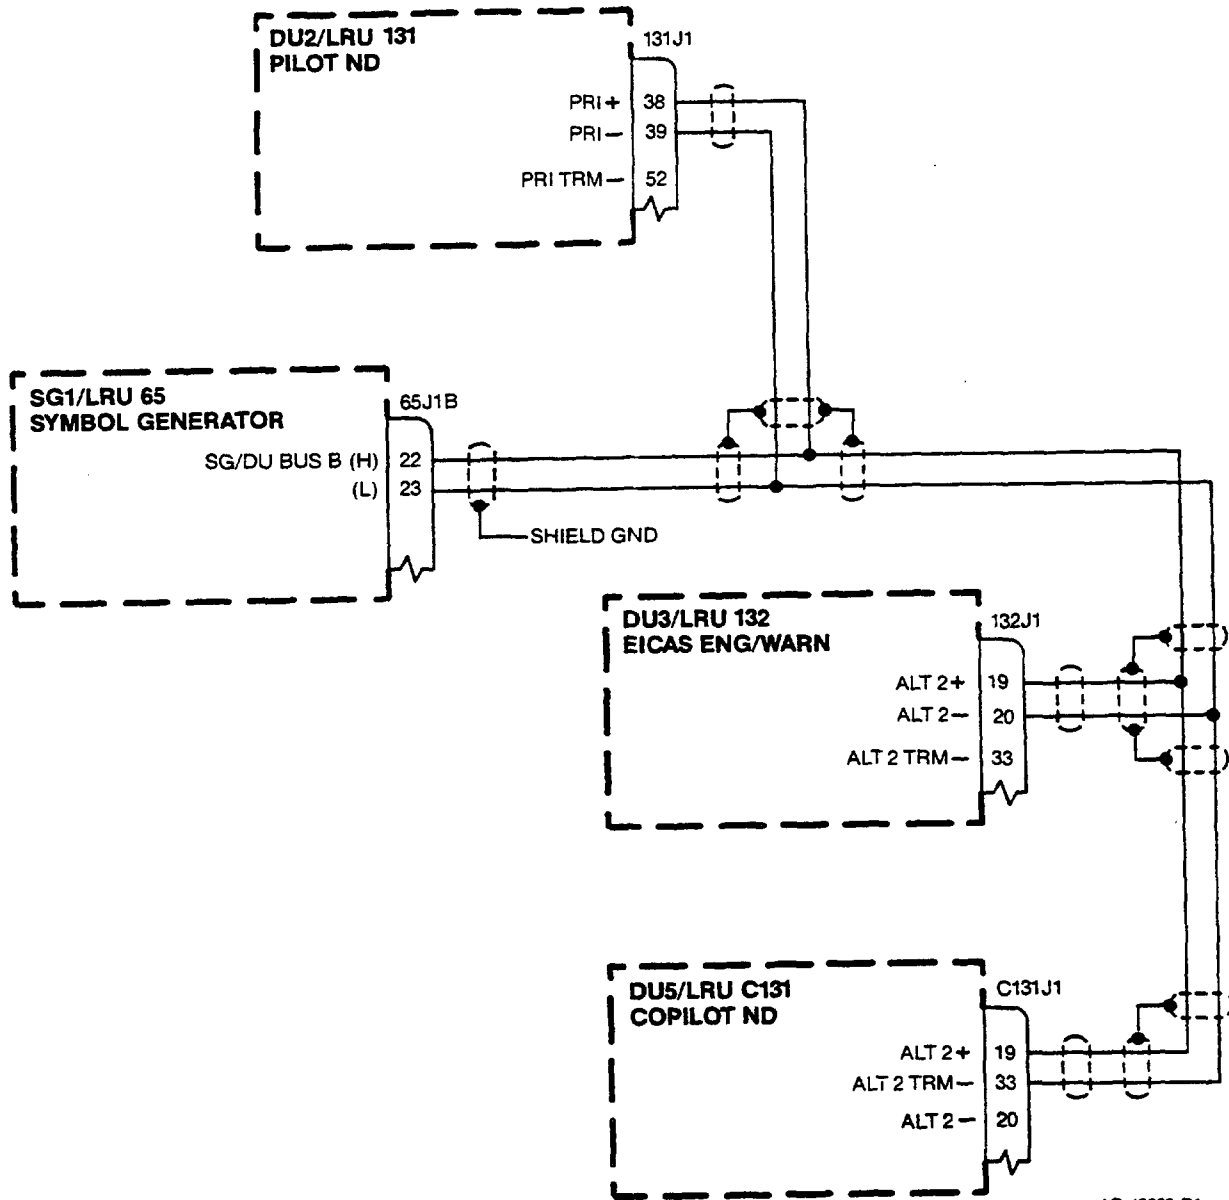 DU2/LRU 131
PILOT ND
131J1
PRI+ 38
PRI− 39
PRI TRM− 52
SG1/LRU 65
SYMBOL GENERATOR
65J1B
SG/DU BUS B (H) 22
(L) 23
SHIELD GND
DU3/LRU 132
EICAS ENG/WARN
132J1
ALT 2+ 19
ALT 2− 20
ALT 2 TRM− 33
DU5/LRU C131
COPILOT ND
C131J1
ALT 2+ 19
ALT 2 TRM− 33
ALT 2− 20